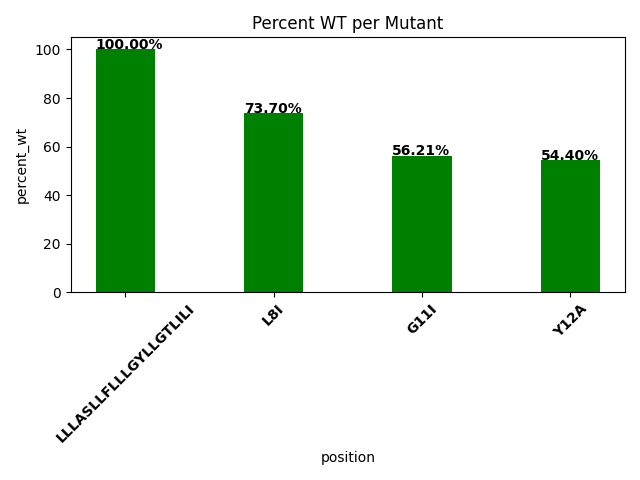 Percent WT per Mutant
percent_wt
100
80
60
40
20
0
100.00%
73.70%
56.21%
54.40%
LLLASLLFLLLGYLLGTLILI
L8I
G11I
Y12A
position